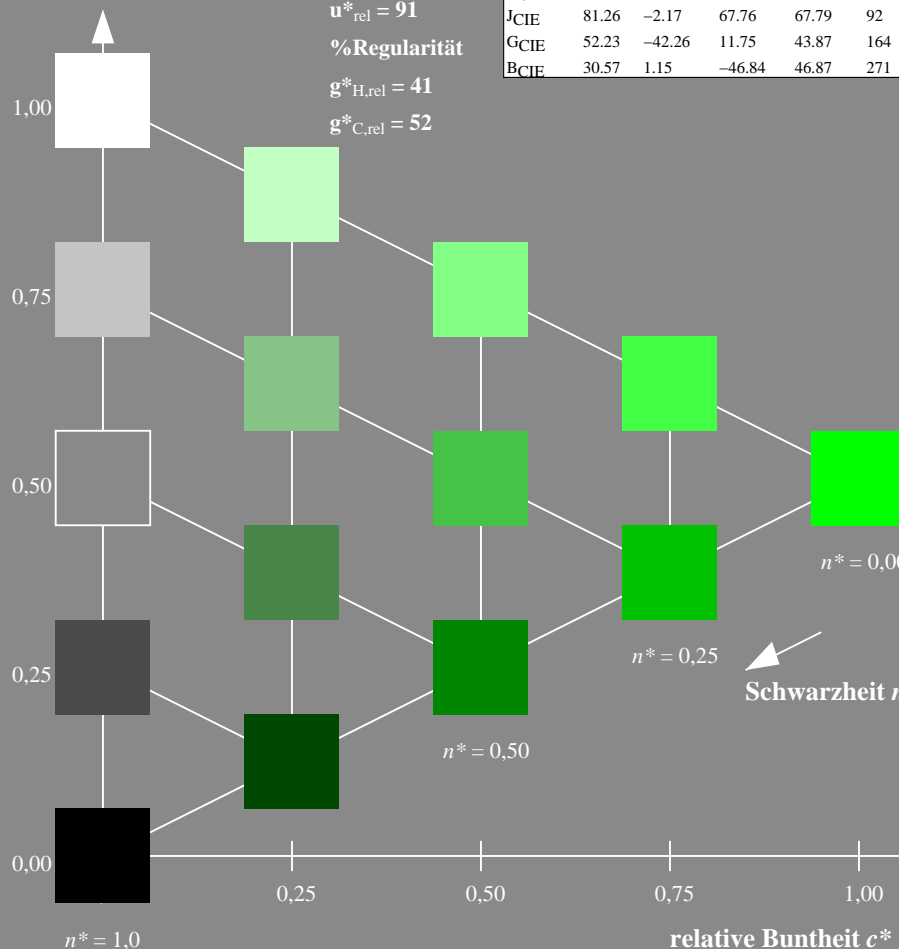 u*rel = 91
%Regularität
g*H,rel = 41
g*C,rel = 52
JCIE 81.26 −2.17 67.76 67.79 92
GCIE 52.23 −42.26 11.75 43.87 164
BCIE 30.57 1.15 −46.84 46.87 271
1,00
0,75
0,50
0,25
0,00
n* = 0,00
n* = 0,25
Schwarzheit
n* = 0,50
0,25 0,50 0,75 1,00
n* = 1,0
relative Buntheit c*